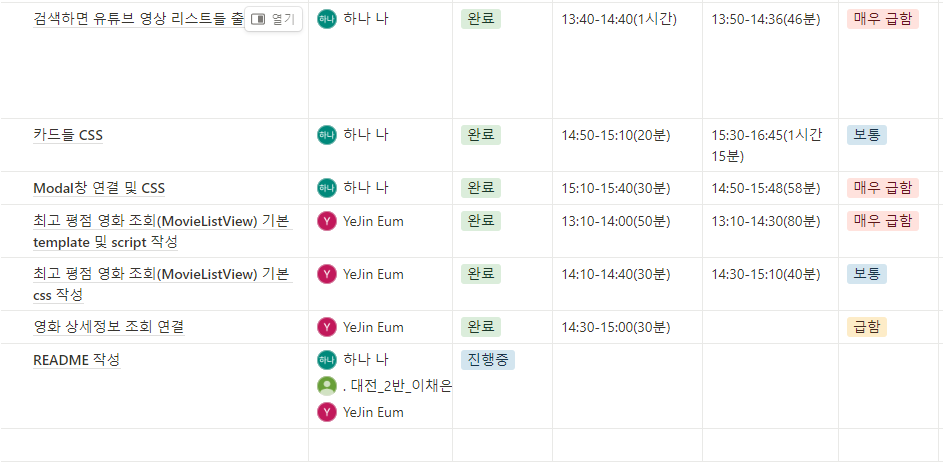 검색하면 유튜브 영상 리스트들 출
열기
하나
하나 나
완료
13:40-14:40(1시간)
13:50-14:36(46분)
매우 급함
카드들 CSS
하나
하나 나
완료
14:50-15:10(20분)
15:30-16:45(1시간
15분)
보통
Modal창 연결 및 CSS
하나
하나 나
완료
15:10-15:40(30분)
14:50-15:48(58분)
매우 급함
최고 평점 영화 조회(MovieListView) 기본
template 및 script 작성
Y
YeJin Eum
완료
13:10-14:00(50분)
13:10-14:30(80분)
매우 급함
최고 평점 영화 조회(MovieListView) 기본
css 작성
Y
YeJin Eum
완료
14:10-14:40(30분)
14:30-15:10(40분)
보통
영화 상세정보 조회 연결
Y
YeJin Eum
완료
14:30-15:00(30분)
급함
README 작성
하나
하나 나
. 대전_2반_이채은
Y
YeJin Eum
진행중